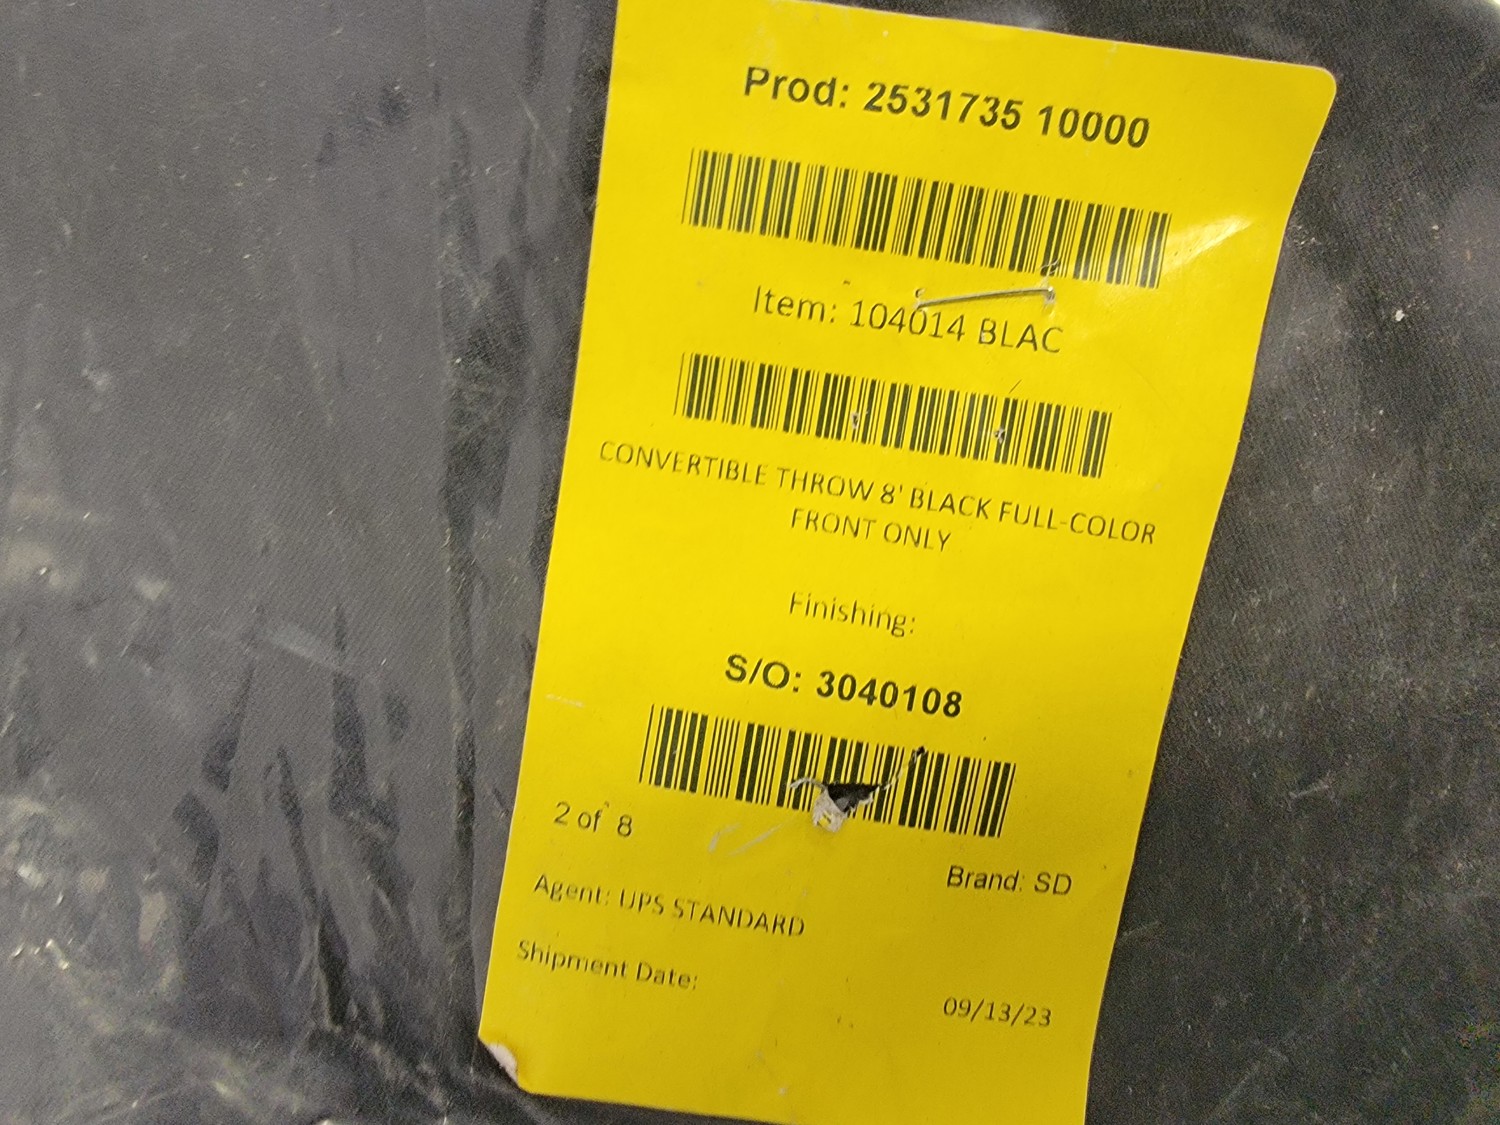 Prod: 2531735 10000
Item: 104014 BLAC
CONVERTIBLE THROW 8' BLACK FULL-COLOR
FRONT ONLY
Finishing:
S/O: 3040108
2 of 8
Brand: SD
Agent: UPS STANDARD
Shipment Date:
09/13/23